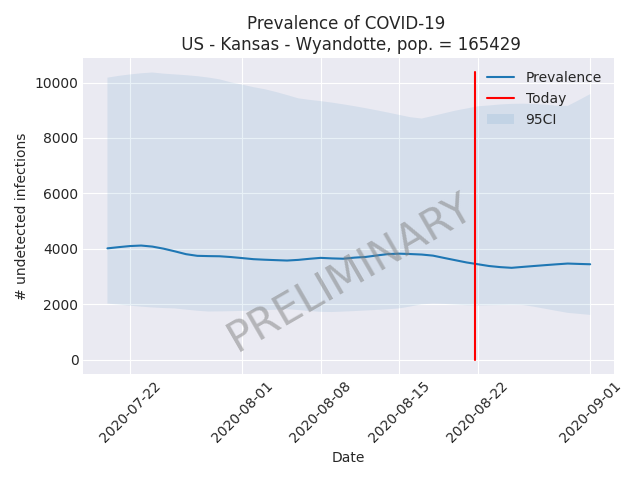 Prevalence of COVID-19
US - Kansas - Wyandotte, pop. = 165429
Prevalence
Today
95CI
10000
8000
6000
4000
2000
0
# undetected infections
PRELIMINARY
2020-07-22
2020-08-01
2020-08-08
2020-08-15
2020-08-22
2020-09-01
Date